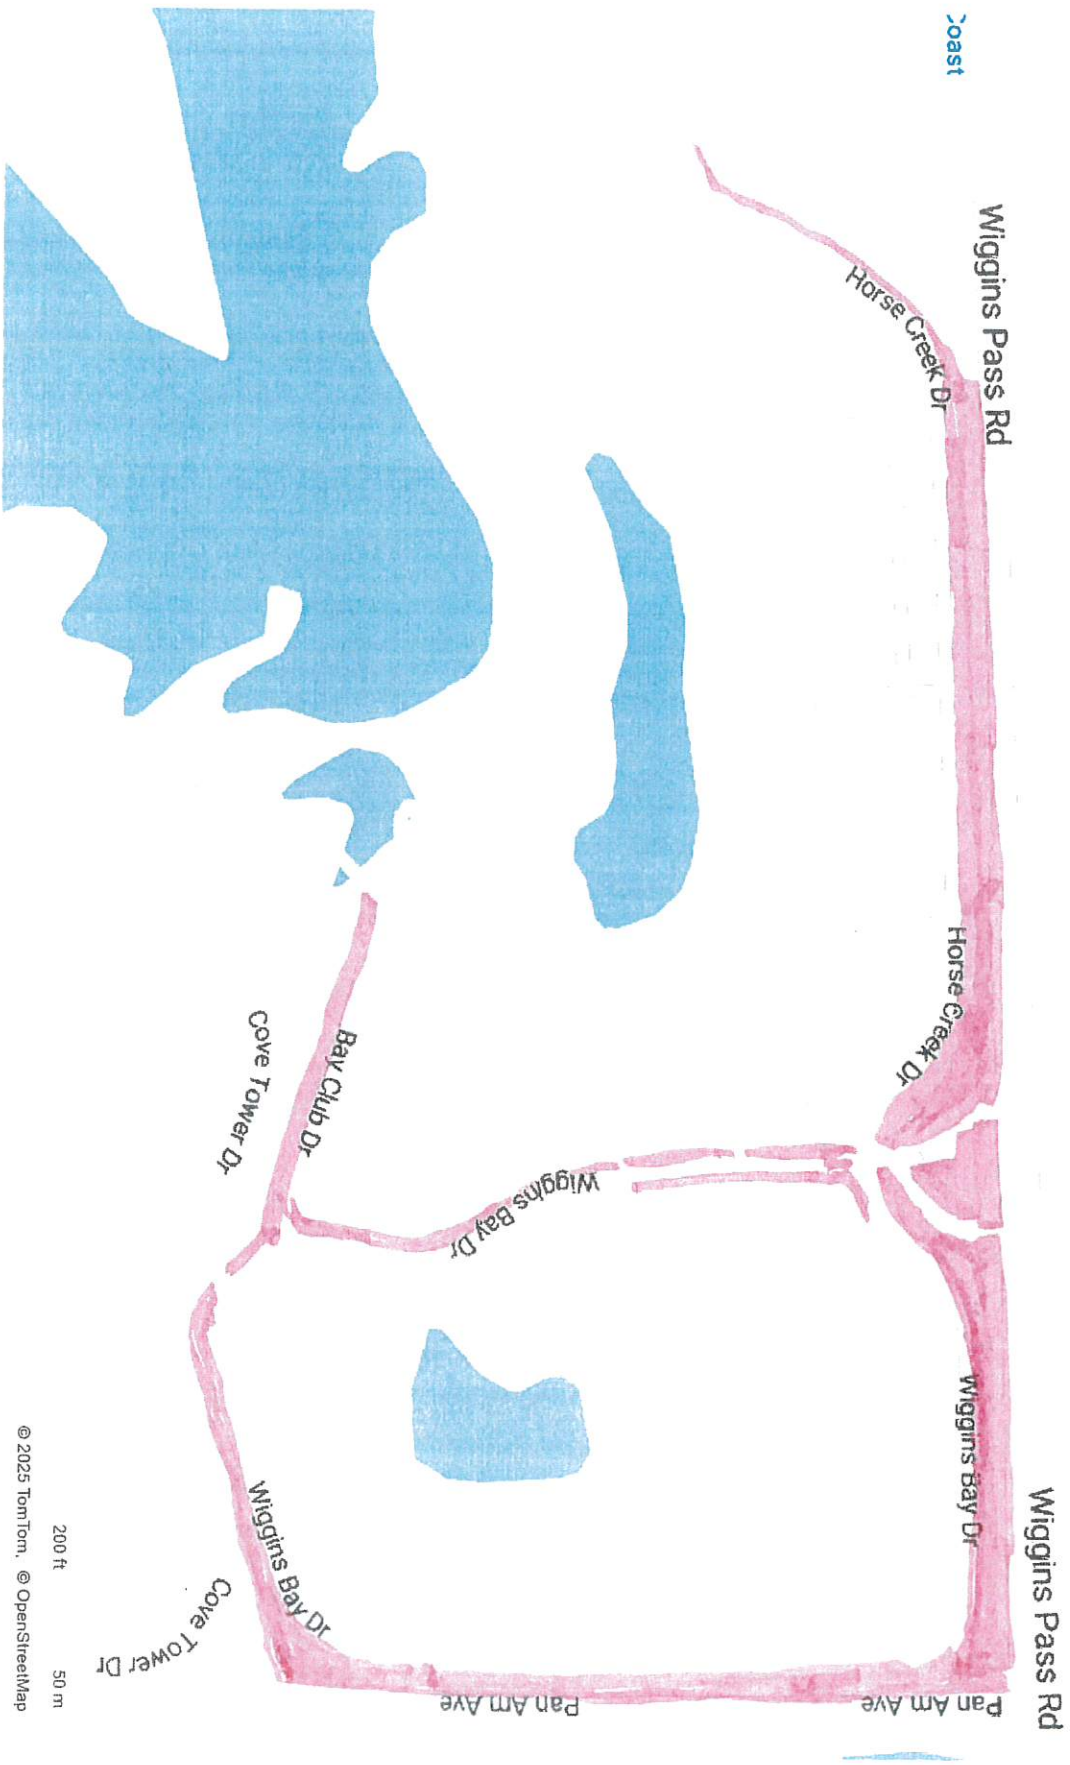 Coast
Wiggins Pass Rd
Horse Creek Dr
Horse Creek Dr
Wiggins Bay Dr
Wiggins Pass Rd
Pan Am Ave
Pan Am Ave
Wiggins Bay Dr
Bay Club Dr
Cove Tower Dr
Wiggins Bay Dr
Cove Tower Dr
200 ft
50 m
© 2025 TomTom, © OpenStreetMap